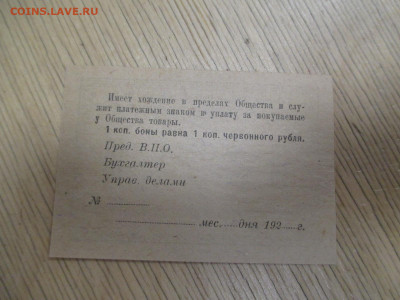 COINS.LAVE.RU
Имеет хождение в пределах Общества и слу-
жит платежным знаком в уплату за покупаемые
у Общества товары.
1 коп. боны равна 1 коп. червонного рубля.
Пред. В.П.О.
Бухгалтер
Управ. делами
№
мес. дня 192 — г.